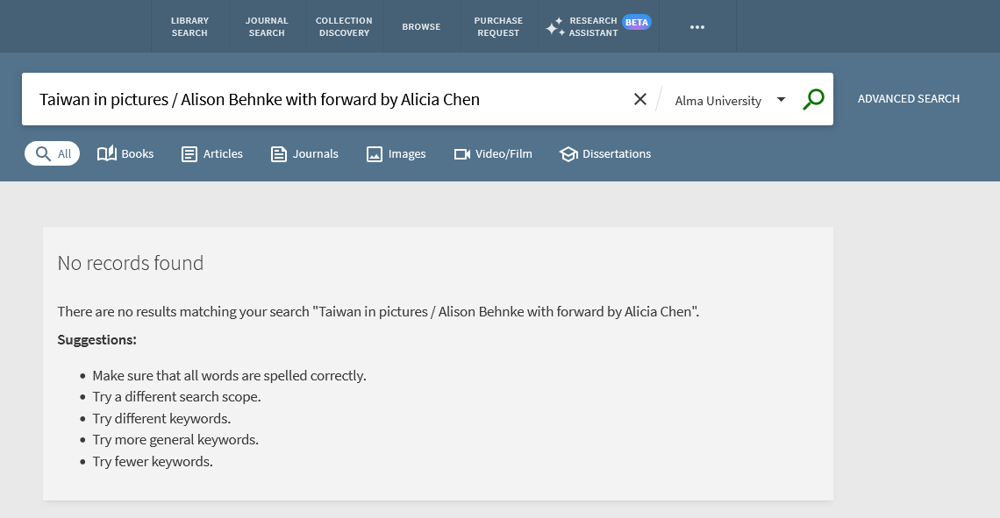 LIBRARY
SEARCH
JOURNAL
SEARCH
COLLECTION
DISCOVERY
BROWSE
PURCHASE
REQUEST
RESEARCH
ASSISTANT
BETA
Taiwan in pictures / Alison Behnke with forward by Alicia Chen
Alma University
ADVANCED SEARCH
All
Books
Articles
Journals
Images
Video/Film
Dissertations
No records found
There are no results matching your search "Taiwan in pictures / Alison Behnke with forward by Alicia Chen".
Suggestions:
• Make sure that all words are spelled correctly.
• Try a different search scope.
• Try different keywords.
• Try more general keywords.
• Try fewer keywords.